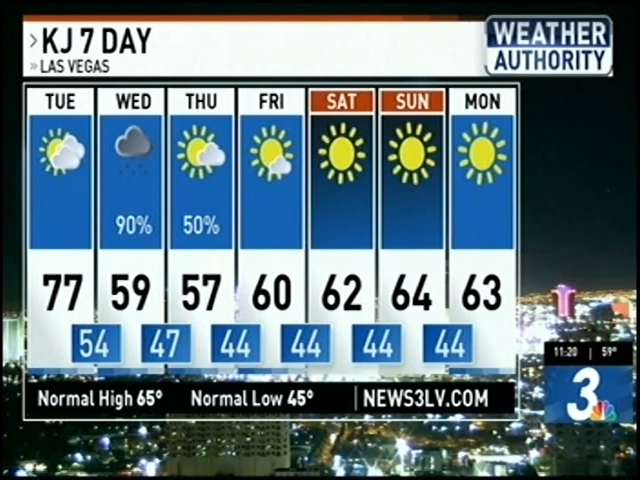 > KJ 7 DAY
» LAS VEGAS
WEATHER
AUTHORITY
TUE WED THU FRI SAT SUN MON
90% 50%
77 59 57 60 62 64 63
54 47 44 44 44 44
Normal High 65° Normal Low 45° NEWS3LV.COM
11:20 59°
3